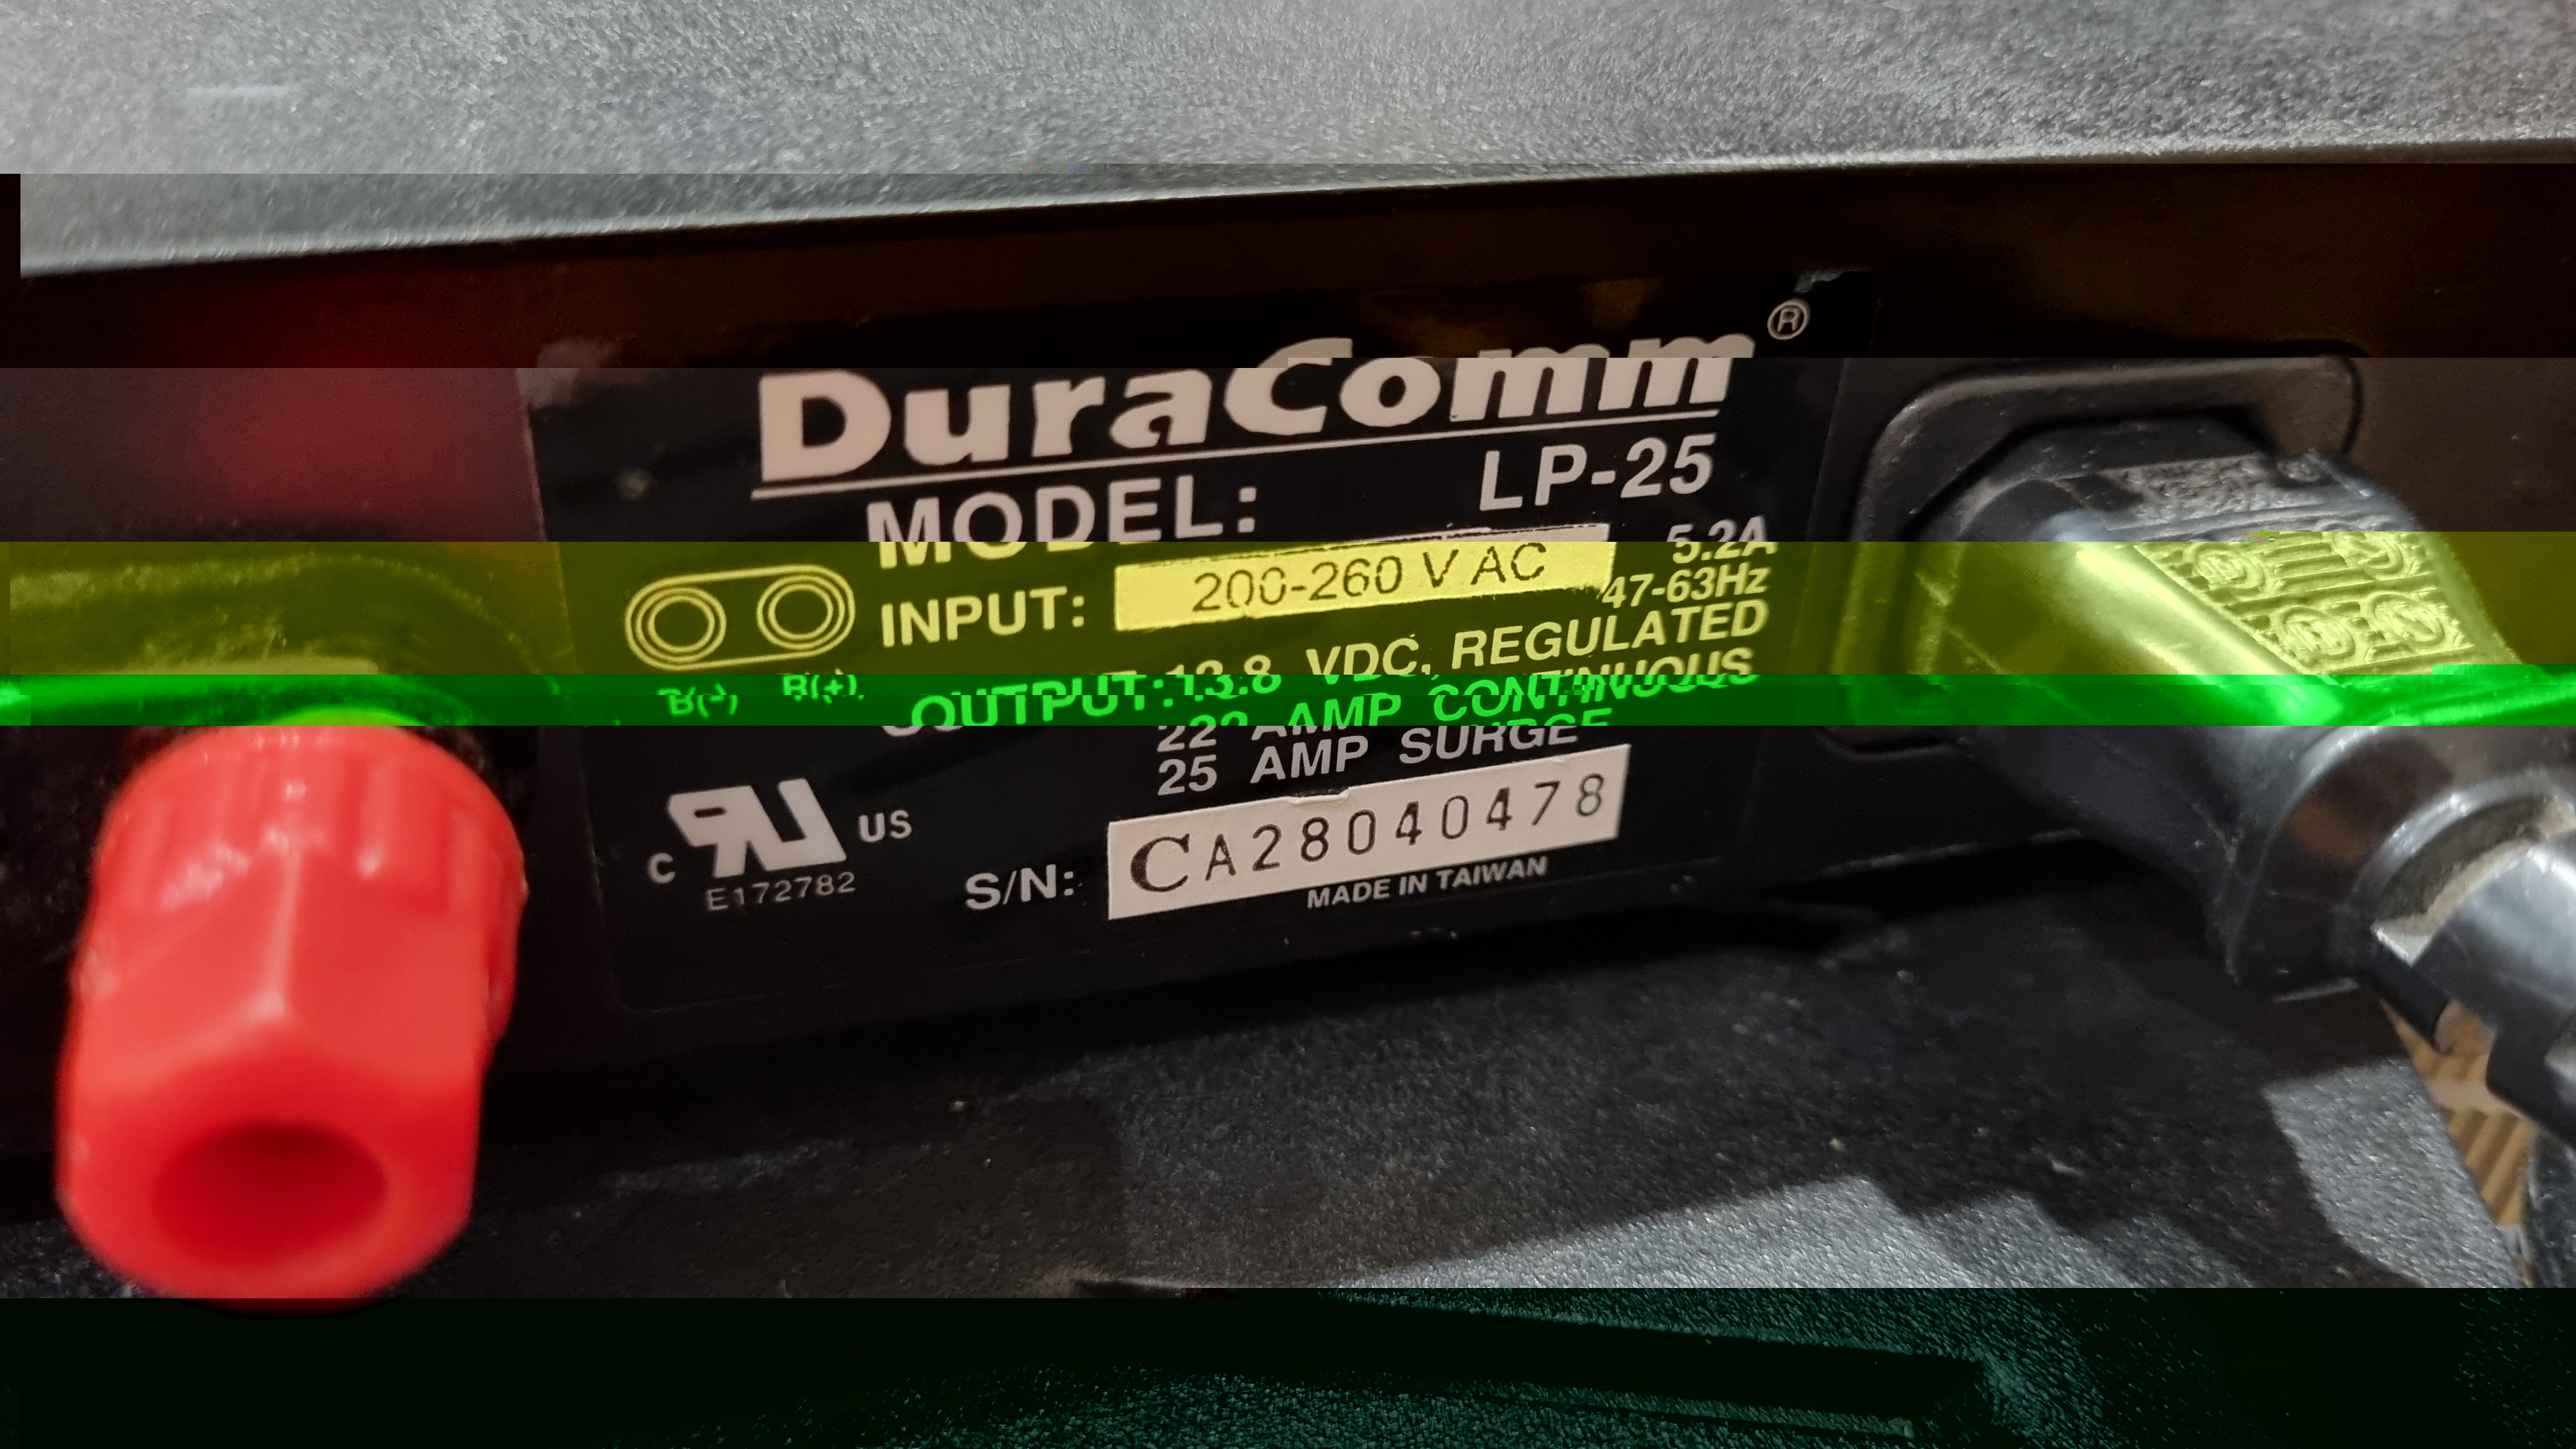 DuraComm®
MODEL: LP-25
5.2A
INPUT: 200-260 V AC 47-63Hz
B(-) B(+)
OUTPUT: 13.8 VDC, REGULATED
22 AMP CONTINUOUS
25 AMP SURGE
C US
E172782
S/N: CA28040478
MADE IN TAIWAN